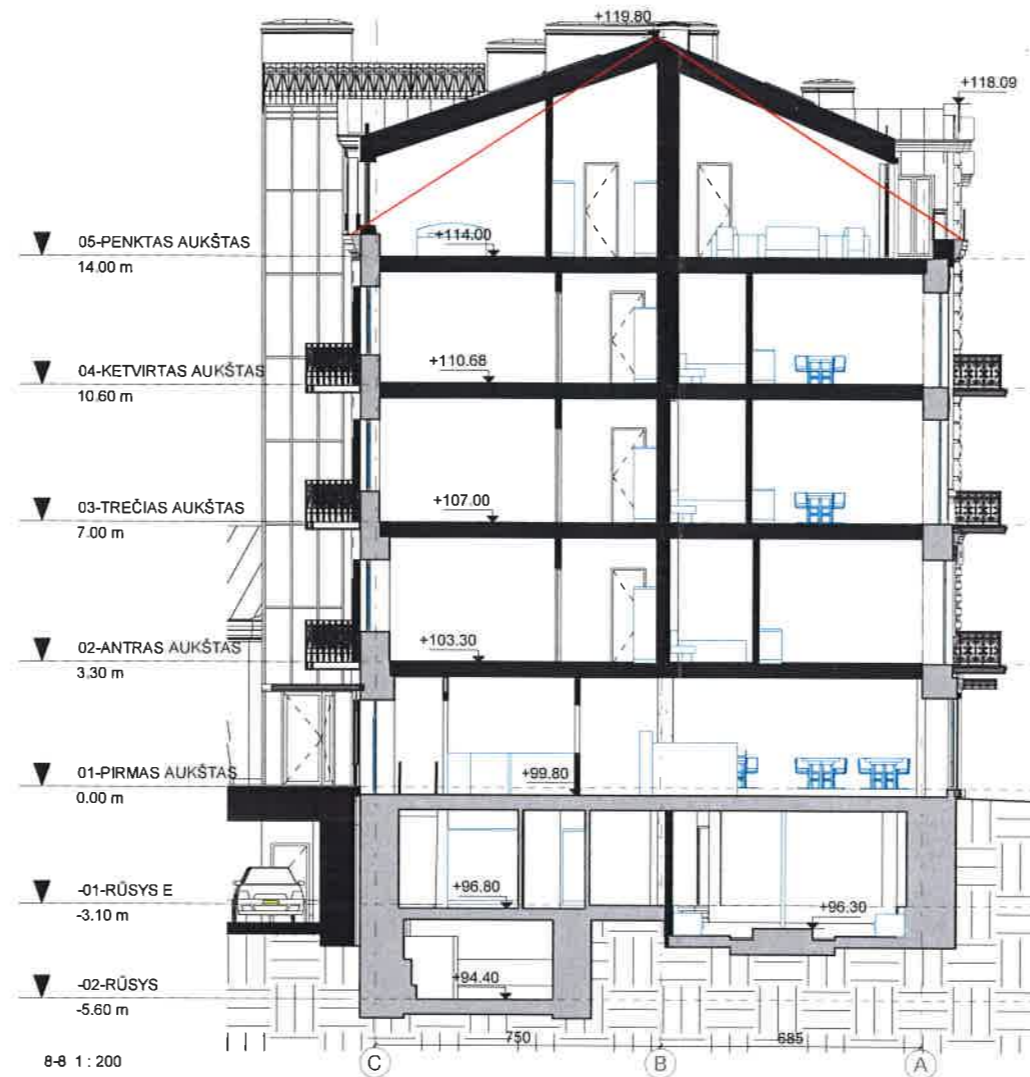 +119.80
+118.09
05-PENKTAS AUKŠTAS
14.00 m
+114.00
04-KETVIRTAS AUKŠTAS
10.60 m
+110.68
03-TREČIAS AUKŠTAS
7.00 m
+107.00
02-ANTRAS AUKŠTAS
3.30 m
+103.30
01-PIRMAS AUKŠTAS
0.00 m
+99.80
-01-RŪSYS E
-3.10 m
+96.80
+96.30
-02-RŪSYS
-5.60 m
+94.40
750
685
8-8 1 : 200
C
B
A